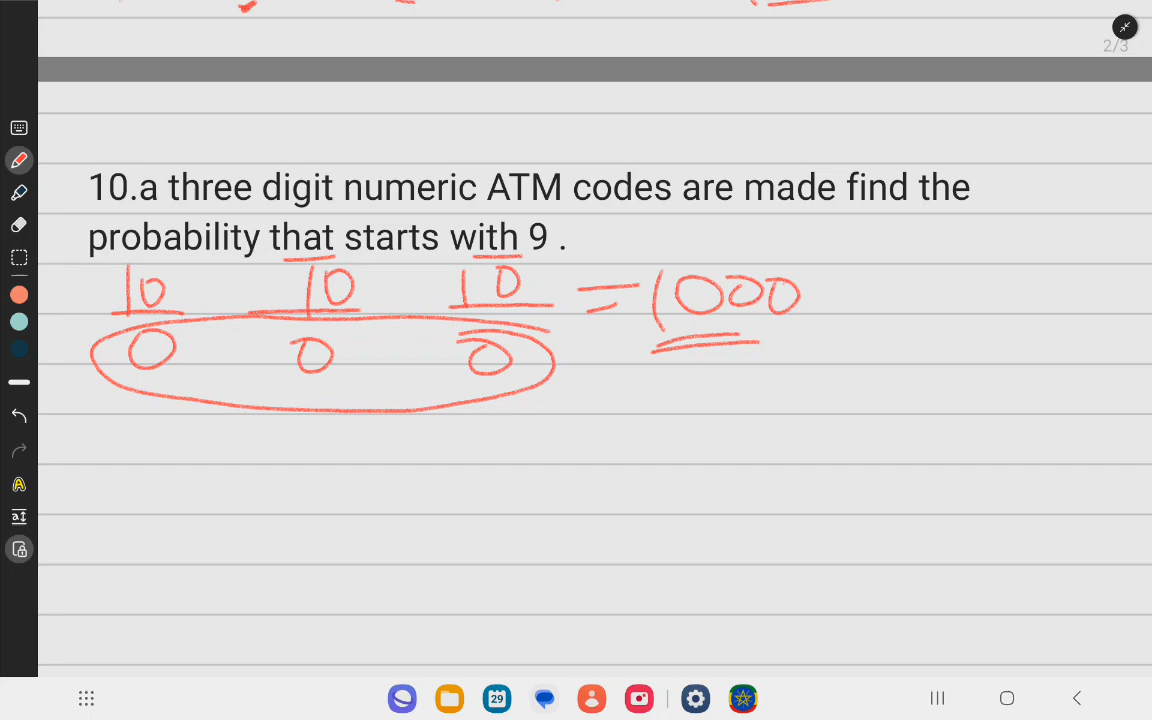 2/3
10.a three digit numeric ATM codes are made find the
probability that starts with 9 .
10 10 10 = 1000
0 0 0
29